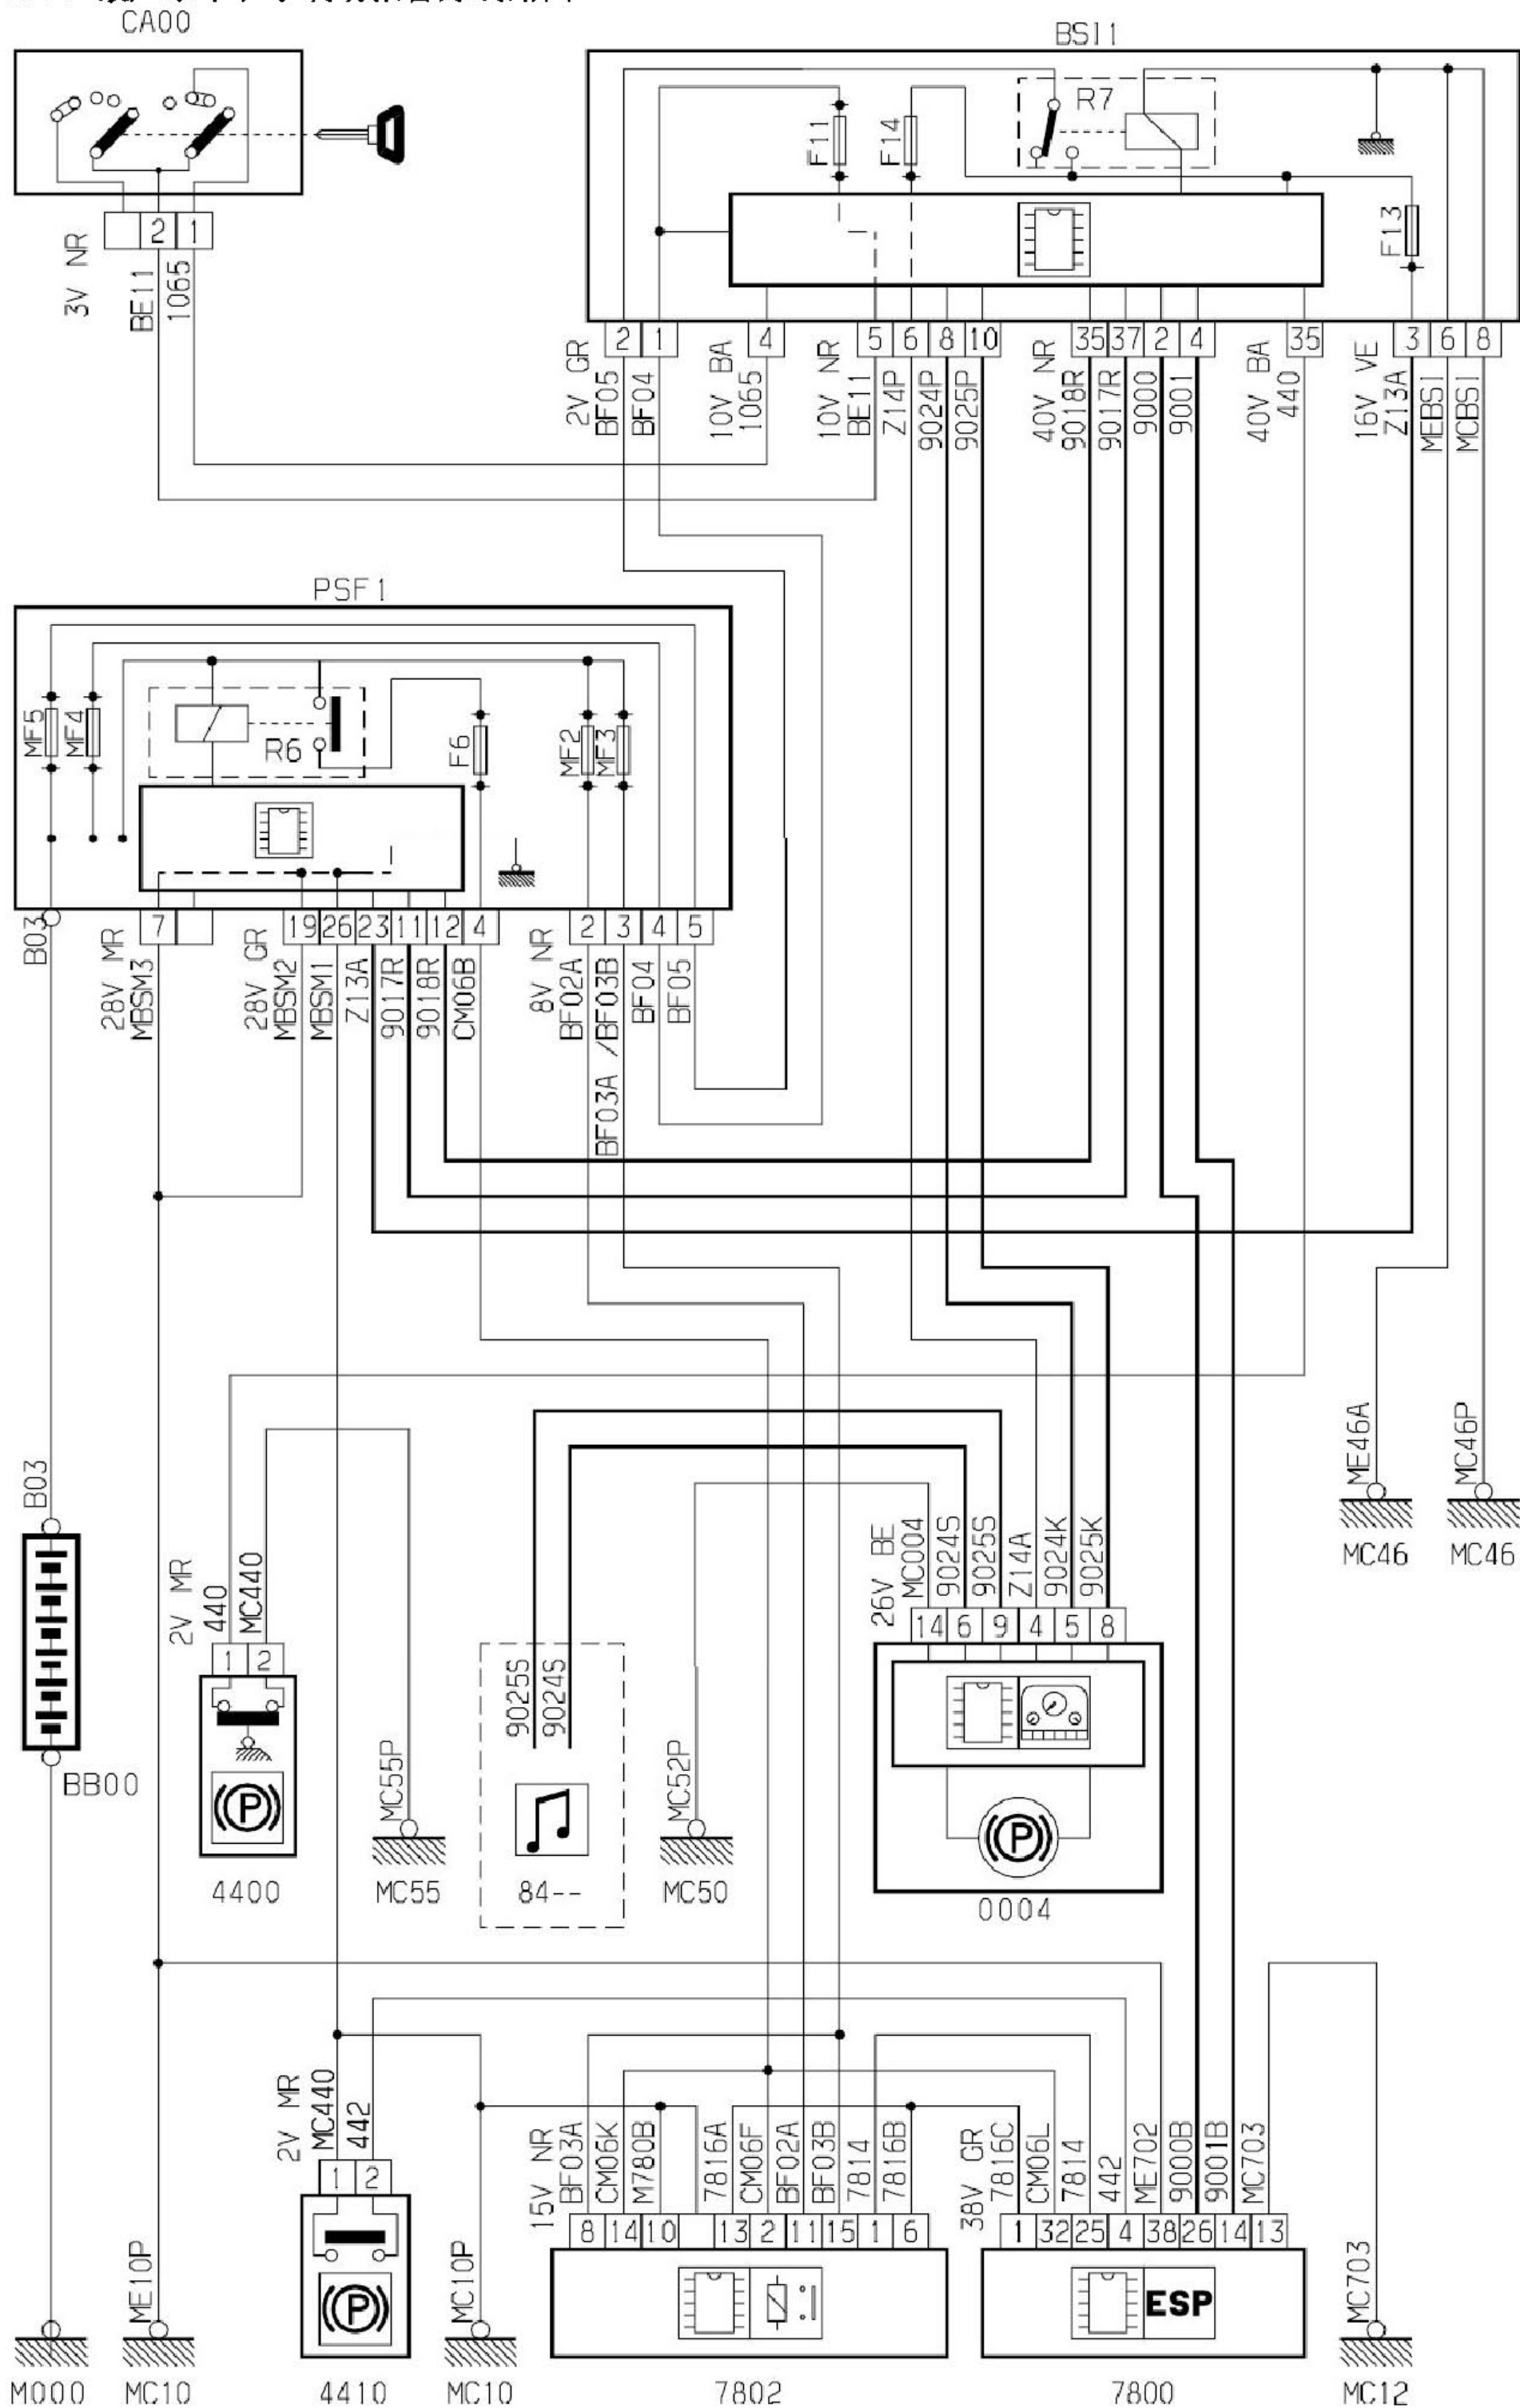 CA00
BSI1
R7
F11
F14
F13
2 1
3V NR
BE11
1065
2 1 4 5 6 8 10 35 37 2 4 35 3 6 8
2V GR
BF05
BF04
10V BA
1065
10V NR
BE11
Z14P
9024P
9025P
40V NR
9018R
9017R
9000
9001
40V BA
440
16V VE
Z13A
MEBSI
MCBSI
PSF1
MF5
MF4
R6
F6
MF2
MF3
7 19 26 23 11 12 4 2 3 4 5
B03
28V MR
MBSM3
28V GR
MBSM2
MBSM1
Z13A
9017R
9018R
CM06B
8V NR
BF02A
BF03A /BF03B
BF04
BF05
B03
ME46A
MC46P
MC46
MC46
2V MR
440
MC440
1 2
26V BE
MC004
9024S
9025S
Z14A
9024K
9025K
14 6 9 4 5 8
9025S
9024S
BB00
MC55P
MC52P
P
P
4400
MC55
84--
MC50
0004
2V MR
MC440
442
1 2
15V NR
BF03A
CM06K
M780B
7816A
CM06F
BF02A
BF03B
7814
7816B
38V GR
7816C
CM06L
7814
442
ME702
9000B
9001B
MC703
8 14 10 13 2 11 15 1 6
1 32 25 4 38 26 14 13
ME10P
P
MC10P
ESP
MC703
M000
MC10
4410
MC10
7802
7800
MC12